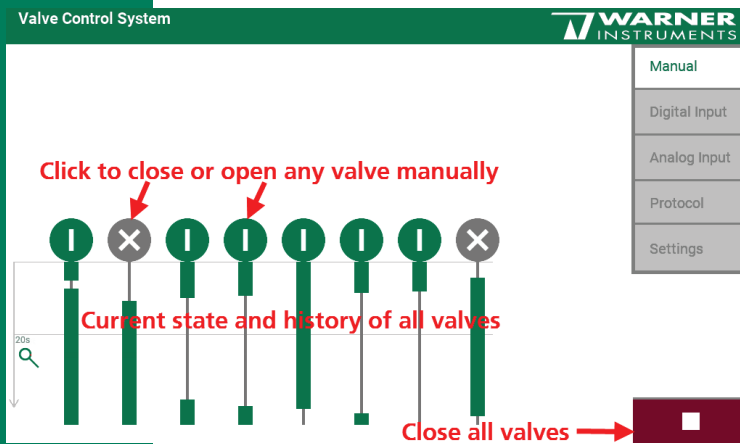 Valve Control System
WARNER
INSTRUMENTS
Manual
Digital Input
Analog Input
Protocol
Settings
Click to close or open any valve manually
Current state and history of all valves
20s
Close all valves